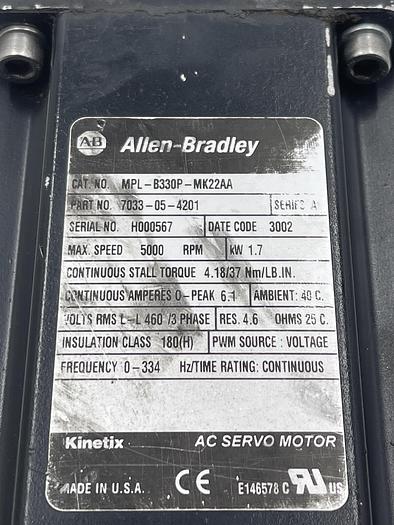 AB Allen-Bradley
CAT. NO. MPL-B330P-MK22AA
PART NO. 7033-05-4201 SERIES A
SERIAL NO. H000567 DATE CODE 3002
MAX. SPEED 5000 RPM kW 1.7
CONTINUOUS STALL TORQUE 4.18/37 Nm/LB.IN.
CONTINUOUS AMPERES 0-PEAK 6.1 AMBIENT: 40 C.
VOLTS RMS L-L 460 /3 PHASE RES. 4.6 OHMS 25 C.
INSULATION CLASS 180(H) PWM SOURCE : VOLTAGE
FREQUENCY 0-334 Hz/TIME RATING: CONTINUOUS
Kinetix AC SERVO MOTOR
MADE IN U.S.A. CE E146578 C RU US